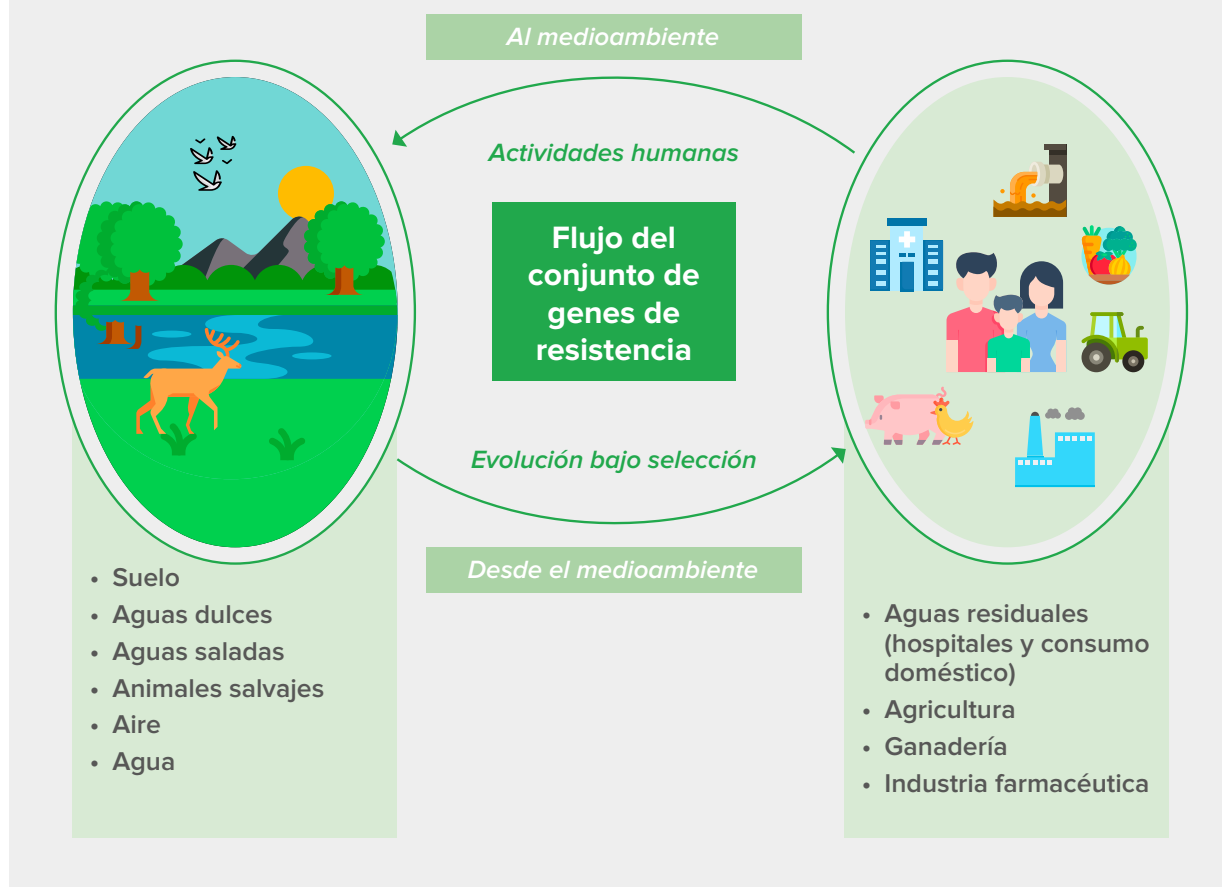 Al medioambiente
Actividades humanas
Flujo del
conjunto de
genes de
resistencia
Evolución bajo selección
Desde el medioambiente
• Suelo
• Aguas dulces
• Aguas saladas
• Animales salvajes
• Aire
• Agua
• Aguas residuales
(hospitales y consumo
doméstico)
• Agricultura
• Ganadería
• Industria farmacéutica